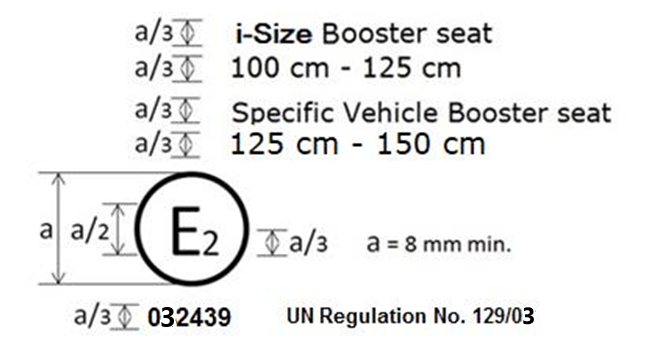 a/3 i-Size Booster seat
a/3 100 cm - 125 cm
a/3 Specific Vehicle Booster seat
a/3 125 cm - 150 cm
a a/2 E2 a/3 a = 8 mm min.
a/3 032439 UN Regulation No. 129/03